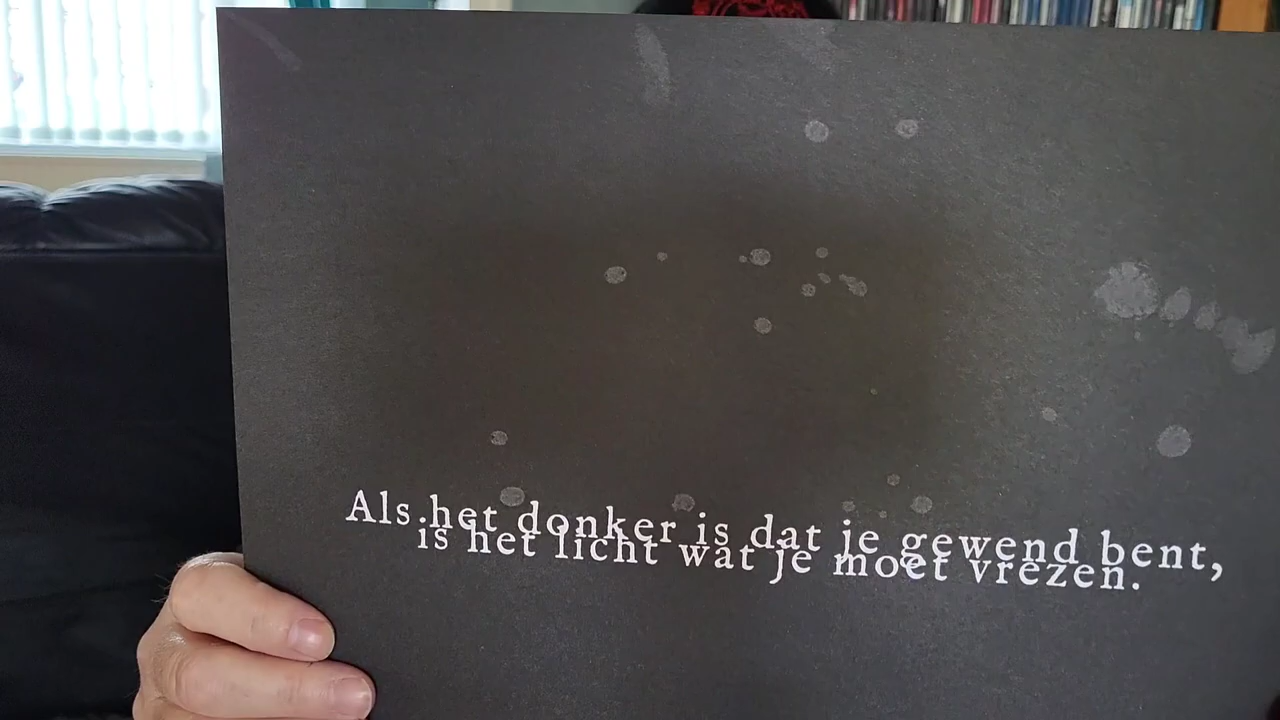 Als het donker is dat je gewend bent,
is het licht wat je moet vrezen.